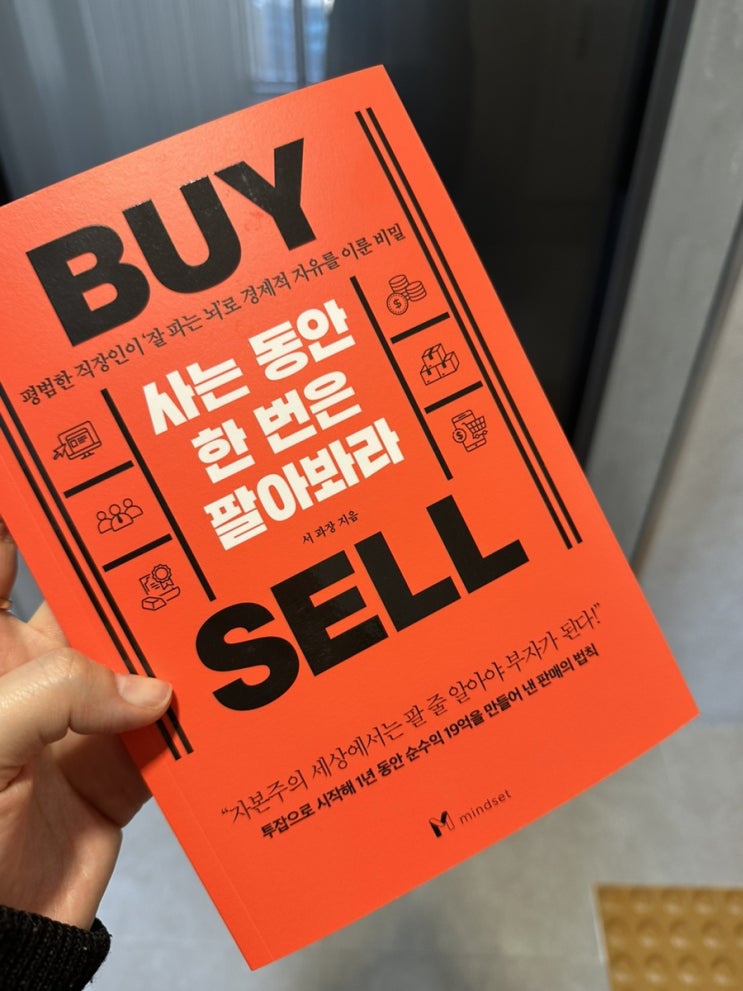 BUY
평범한 직장인이 '잘 파는 뇌'로 경제적 자유를 이룬 비밀
사는 동안
한 번은
팔아봐라
서 과장 지음
SELL
“자본주의 세상에서는 팔 줄 알아야 부자가 된다!”
투잡으로 시작해 1년 동안 순수익 19억을 만들어 낸 판매의 법칙
mindset